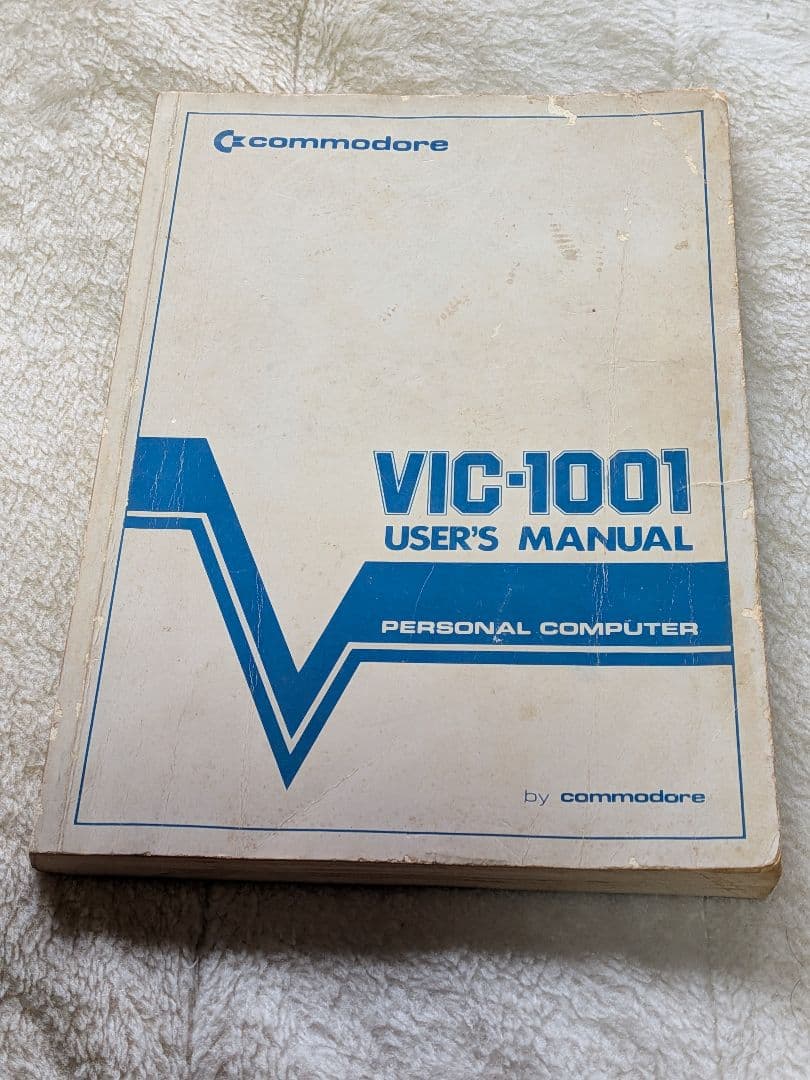 commodore
VIC-1001
USER'S MANUAL
PERSONAL COMPUTER
by commodore